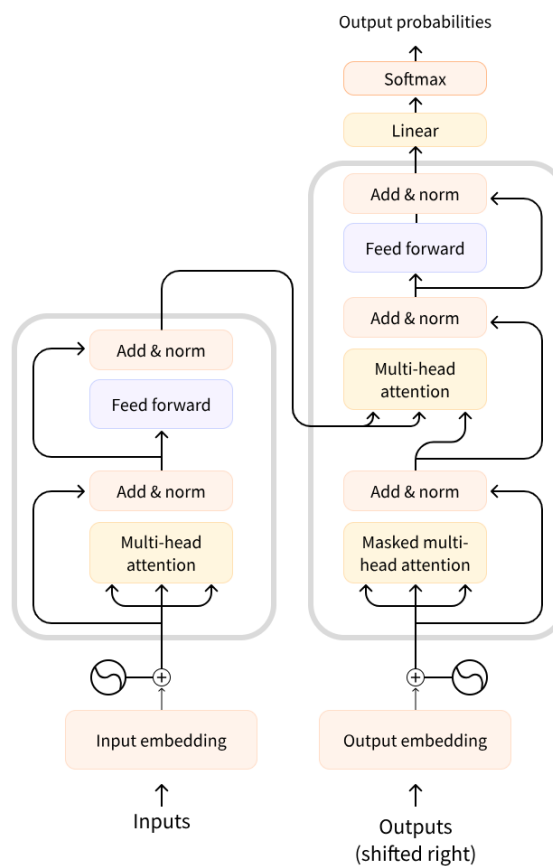 Output probabilities
Softmax
Linear
Add & norm
Feed forward
Add & norm
Multi-head
attention
Add & norm
Masked multi-
head attention
Output embedding
Outputs
(shifted right)
Add & norm
Feed forward
Add & norm
Multi-head
attention
Input embedding
Inputs